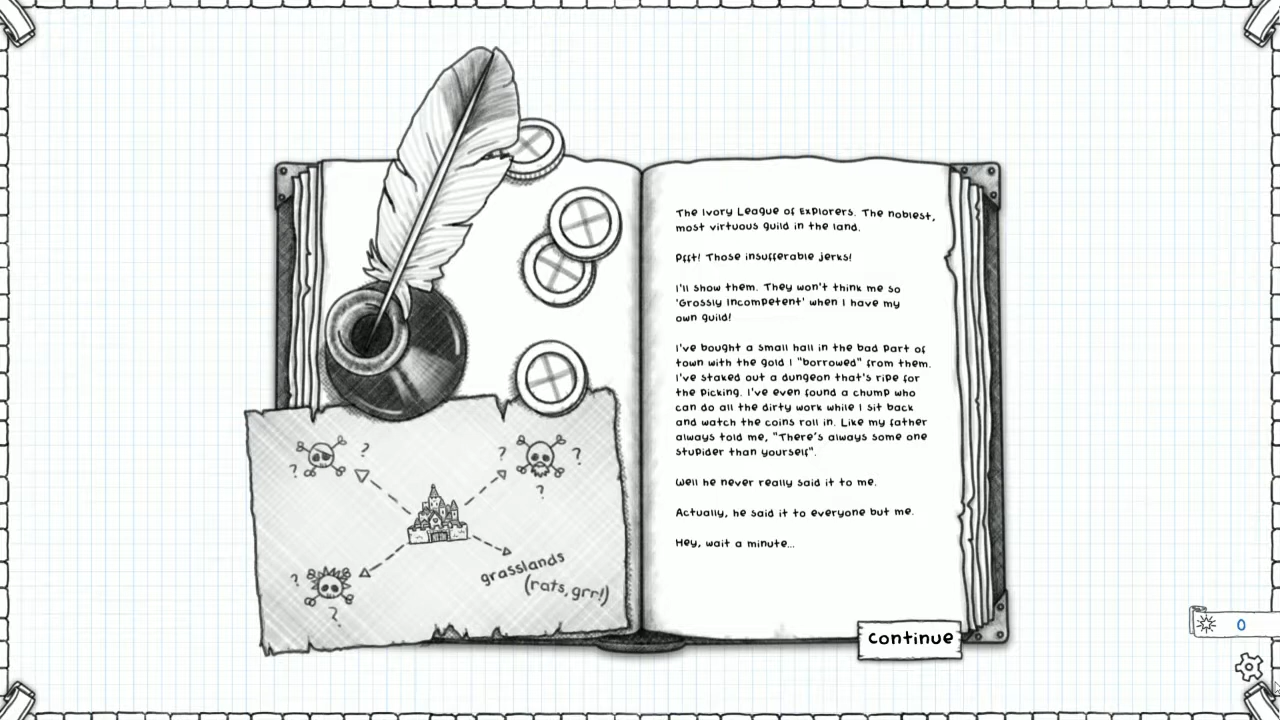 The Ivory League of Explorers. The noblest,
most virtuous guild in the land.
Pfft! Those insufferable jerks!
I'll show them. They won't think me so
'Grossly Incompetent' when I have my
own guild!
I've bought a small hall in the bad part of
town with the gold I "borrowed" from them.
I've staked out a dungeon that's ripe for
the picking. I've even found a chump who
can do all the dirty work while I sit back
and watch the coins roll in. Like my father
always told me, "There's always some one
stupider than yourself".
Well he never really said it to me.
Actually, he said it to everyone but me.
Hey, wait a minute...
? ?
? ? ?
? ?
grasslands
(rats, grr!)
continue
0